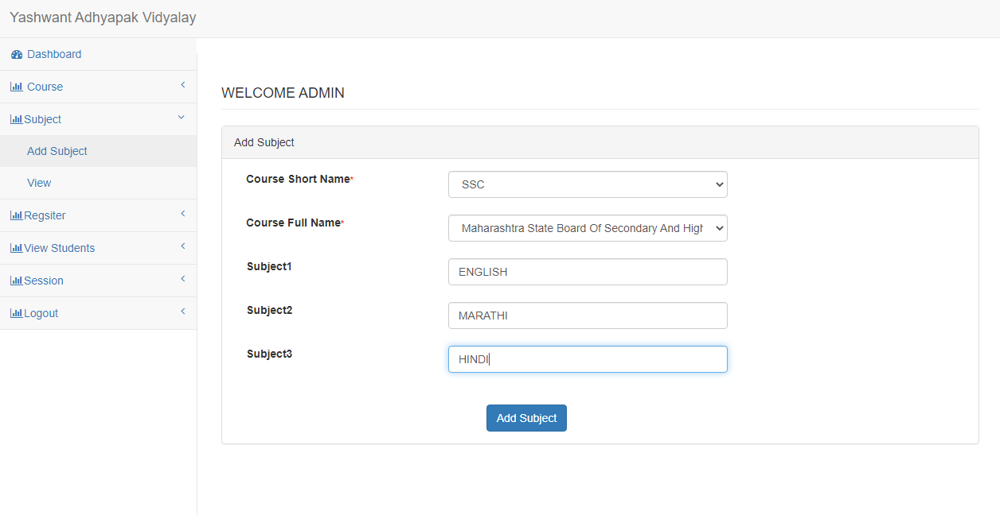 Yashwant Adhyapak Vidyalay
Dashboard
Course
Subject
Add Subject
View
Regsiter
View Students
Session
Logout
WELCOME ADMIN
Add Subject
Course Short Name*
SSC
Course Full Name*
Maharashtra State Board Of Secondary And High
Subject1
ENGLISH
Subject2
MARATHI
Subject3
HINDI
Add Subject